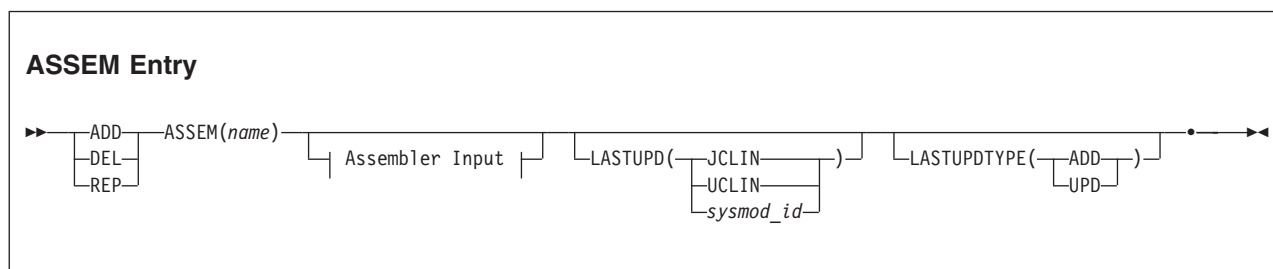 ASSEM Entry
ADD ASSEM(name) Assembler Input LASTUPD( JCLIN ) LASTUPDTYPE( ADD )
DEL UCLIN UPD
REP sysmod_id